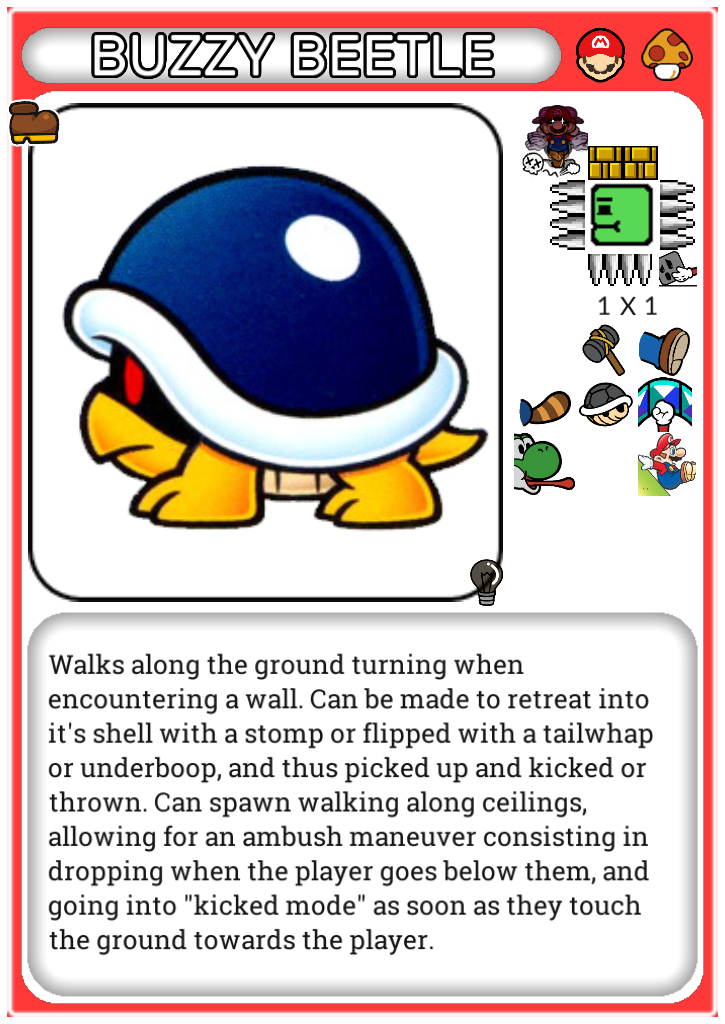 BUZZY BEETLE
1 X 1
Walks along the ground turning when
encountering a wall. Can be made to retreat into
it's shell with a stomp or flipped with a tailwhap
or underboop, and thus picked up and kicked or
thrown. Can spawn walking along ceilings,
allowing for an ambush maneuver consisting in
dropping when the player goes below them, and
going into "kicked mode" as soon as they touch
the ground towards the player.